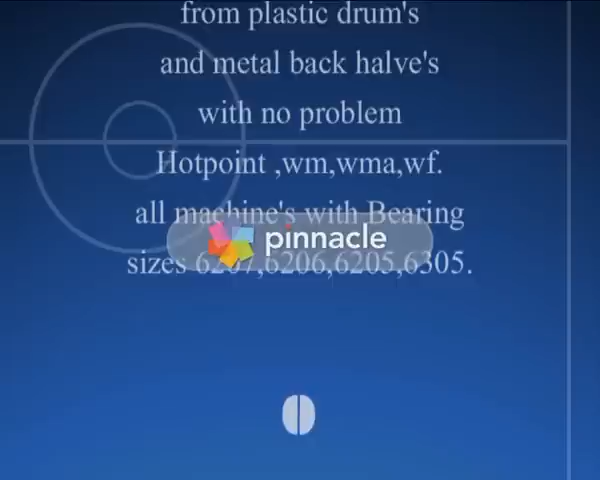 from plastic drum's
and metal back halve's
with no problem
Hotpoint ,wm,wma,wf.
all machine's with Bearing
pinnacle
sizes 6207,6206,6205,6305.